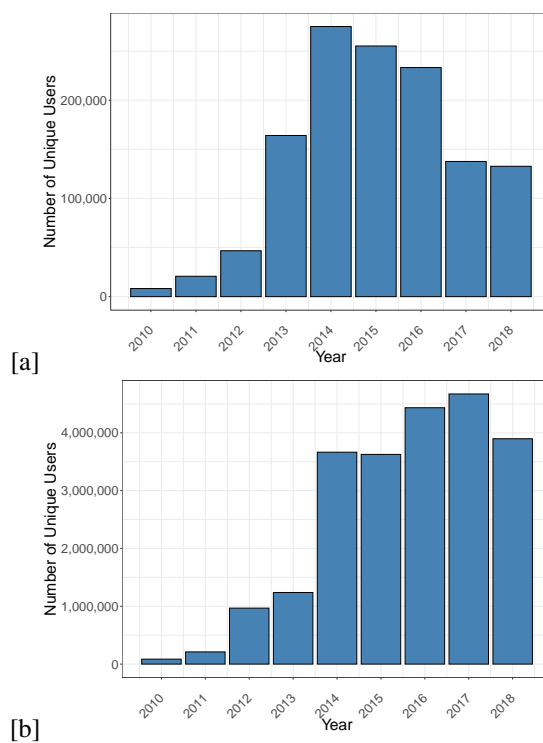 Number of Unique Users
200,000
100,000
0
2010 2011 2012 2013 2014 2015 2016 2017 2018
Year
[a]
Number of Unique Users
4,000,000
3,000,000
2,000,000
1,000,000
0
2010 2011 2012 2013 2014 2015 2016 2017 2018
Year
[b]